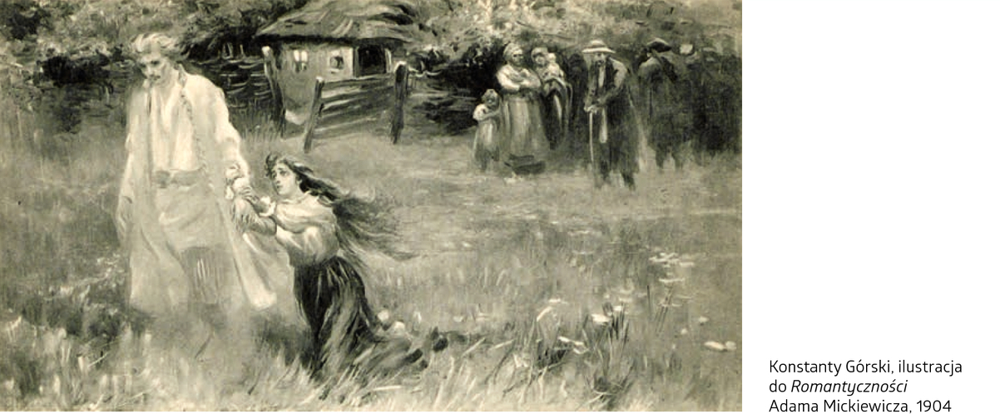 Konstanty Górski, ilustracja
do Romantyczności
Adama Mickiewicza, 1904